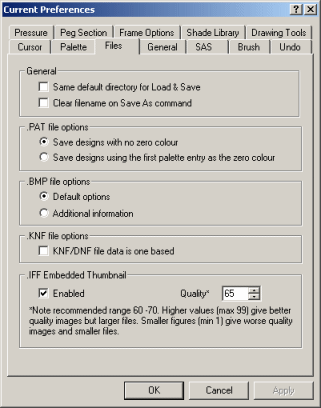 Current Preferences
Pressure Peg Section Frame Options Shade Library Drawing Tools
Cursor Palette Files General SAS Brush Undo
General
Same default directory for Load & Save
Clear filename on Save As command
.PAT file options
Save designs with no zero colour
Save designs using the first palette entry as the zero colour
.BMP file options
Default options
Additional information
.KNF file options
KNF/DNF file data is one based
.IFF Embedded Thumbnail
Enabled Quality* 65
*Note recommended range 60 -70. Higher values (max 99) give better
quality images but larger files. Smaller figures (min 1) give worse quality
images and smaller files.
OK Cancel Apply